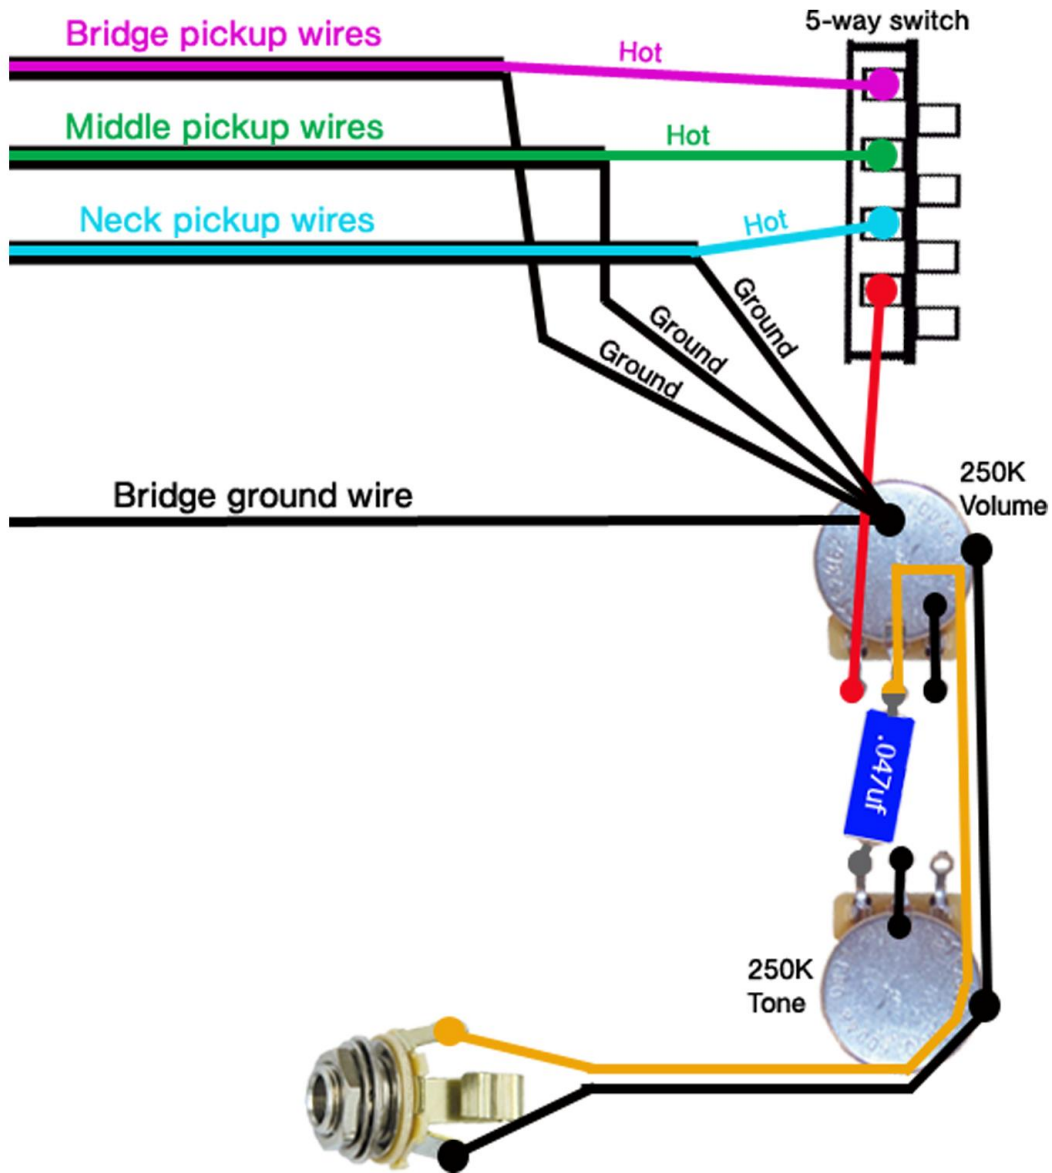 5-way switch
Bridge pickup wires
Hot
Middle pickup wires
Hot
Neck pickup wires
Hot
Ground
Ground
Ground
250K
Volume
Bridge ground wire
.047uf
250K
Tone